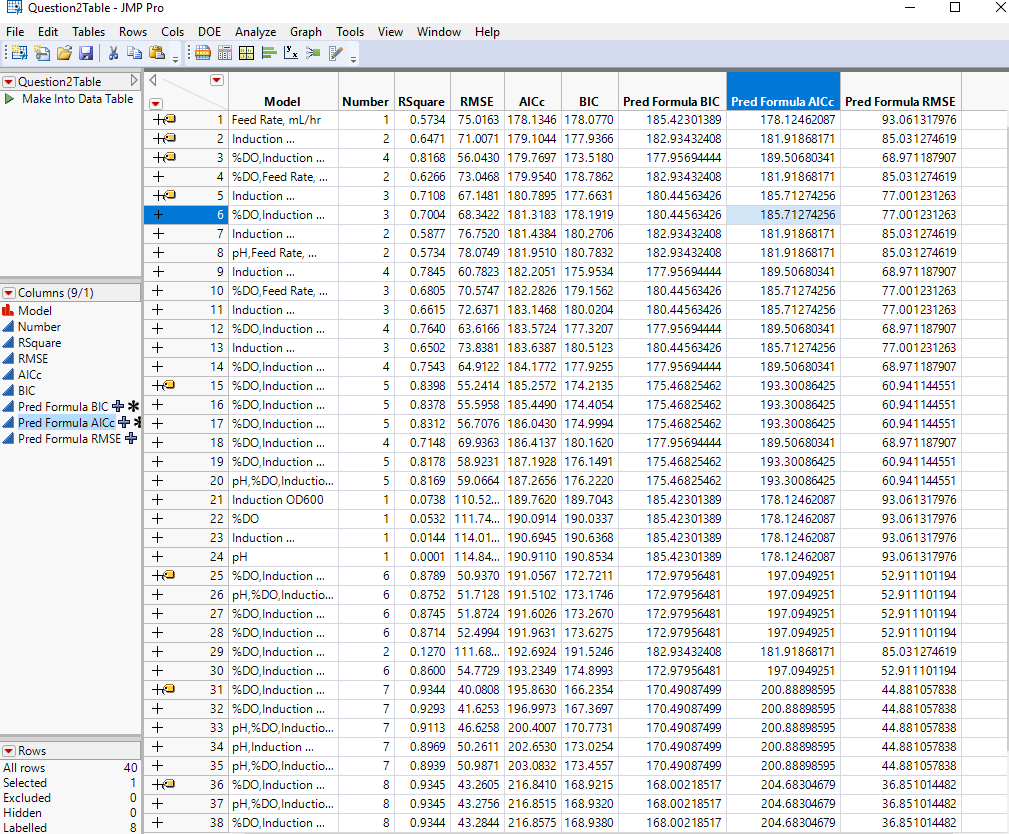 Question2Table - JMP Pro
File Edit Tables Rows Cols DOE Analyze Graph Tools View Window Help
Question2Table
Make Into Data Table
Model Number RSquare RMSE AICc BIC Pred Formula BIC Pred Formula AICc Pred Formula RMSE
1 Feed Rate, mL/hr 1 0.5734 75.0163 178.1346 178.0770 185.42301389 178.12462087 93.061317976
2 Induction ... 2 0.6471 71.0071 179.1044 177.9366 182.93432408 181.91868171 85.031274619
3 %DO,Induction ... 4 0.8168 56.0430 179.7697 173.5180 177.95694444 189.50680341 68.971187907
4 %DO,Feed Rate, ... 2 0.6266 73.0468 179.9540 178.7862 182.93432408 181.91868171 85.031274619
5 Induction ... 3 0.7108 67.1481 180.7895 177.6631 180.44563426 185.71274256 77.001231263
6 %DO,Induction ... 3 0.7004 68.3422 181.3183 178.1919 180.44563426 185.71274256 77.001231263
7 Induction ... 2 0.5877 76.7520 181.4384 180.2706 182.93432408 181.91868171 85.031274619
8 pH,Feed Rate, ... 2 0.5734 78.0749 181.9510 180.7832 182.93432408 181.91868171 85.031274619
9 Induction ... 4 0.7845 60.7823 182.2051 175.9534 177.95694444 189.50680341 68.971187907
10 %DO,Feed Rate, ... 3 0.6805 70.5747 182.2826 179.1562 180.44563426 185.71274256 77.001231263
11 Induction ... 3 0.6615 72.6371 183.1468 180.0204 180.44563426 185.71274256 77.001231263
12 %DO,Induction ... 4 0.7640 63.6166 183.5724 177.3207 177.95694444 189.50680341 68.971187907
13 Induction ... 3 0.6502 73.8381 183.6387 180.5123 180.44563426 185.71274256 77.001231263
14 %DO,Induction ... 4 0.7543 64.9122 184.1772 177.9255 177.95694444 189.50680341 68.971187907
15 %DO,Induction ... 5 0.8398 55.2414 185.2572 174.2135 175.46825462 193.30086425 60.941144551
16 %DO,Induction ... 5 0.8378 55.5958 185.4490 174.4054 175.46825462 193.30086425 60.941144551
17 %DO,Induction ... 5 0.8312 56.7076 186.0430 174.9994 175.46825462 193.30086425 60.941144551
18 %DO,Induction ... 4 0.7148 69.9363 186.4137 180.1620 177.95694444 189.50680341 68.971187907
19 %DO,Induction ... 5 0.8178 58.9231 187.1928 176.1491 175.46825462 193.30086425 60.941144551
20 pH,%DO,Inductio... 5 0.8169 59.0664 187.2656 176.2220 175.46825462 193.30086425 60.941144551
21 Induction OD600 1 0.0738 110.52... 189.7620 189.7043 185.42301389 178.12462087 93.061317976
22 %DO 1 0.0532 111.74... 190.0914 190.0337 185.42301389 178.12462087 93.061317976
23 Induction ... 1 0.0144 114.01... 190.6945 190.6368 185.42301389 178.12462087 93.061317976
24 pH 1 0.0001 114.84... 190.9110 190.8534 185.42301389 178.12462087 93.061317976
25 %DO,Induction ... 6 0.8789 50.9370 191.0567 172.7211 172.97956481 197.0949251 52.911101194
26 pH,%DO,Inductio... 6 0.8752 51.7128 191.5102 173.1746 172.97956481 197.0949251 52.911101194
27 %DO,Induction ... 6 0.8745 51.8724 191.6026 173.2670 172.97956481 197.0949251 52.911101194
28 %DO,Induction ... 6 0.8714 52.4994 191.9631 173.6275 172.97956481 197.0949251 52.911101194
29 %DO,Induction ... 2 0.1270 111.68... 192.6924 191.5246 182.93432408 181.91868171 85.031274619
30 %DO,Induction ... 6 0.8600 54.7729 193.2349 174.8993 172.97956481 197.0949251 52.911101194
31 %DO,Induction ... 7 0.9344 40.0808 195.8630 166.2354 170.49087499 200.88898595 44.881057838
32 %DO,Induction ... 7 0.9293 41.6253 196.9973 167.3697 170.49087499 200.88898595 44.881057838
33 pH,%DO,Inductio... 7 0.9113 46.6258 200.4007 170.7731 170.49087499 200.88898595 44.881057838
34 pH,Induction ... 7 0.8969 50.2611 202.6530 173.0254 170.49087499 200.88898595 44.881057838
35 pH,%DO,Inductio... 7 0.8939 50.9871 203.0832 173.4557 170.49087499 200.88898595 44.881057838
36 %DO,Induction ... 8 0.9345 43.2605 216.8410 168.9215 168.00218517 204.68304679 36.851014482
37 pH,%DO,Inductio... 8 0.9345 43.2756 216.8515 168.9320 168.00218517 204.68304679 36.851014482
38 %DO,Induction ... 8 0.9344 43.2844 216.8575 168.9380 168.00218517 204.68304679 36.851014482
Columns (9/1)
Model
Number
RSquare
RMSE
AICc
BIC
Pred Formula BIC
Pred Formula AICc
Pred Formula RMSE
Rows
All rows 40
Selected 1
Excluded 0
Hidden 0
Labelled 8